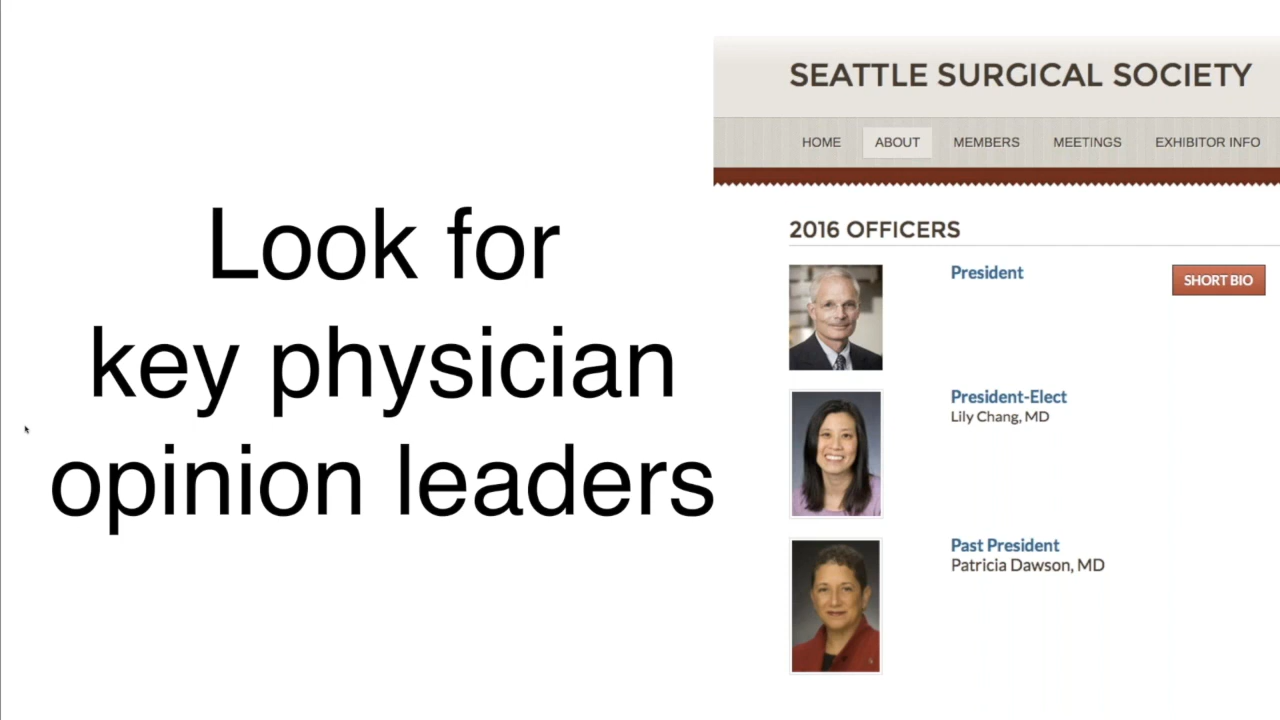 Look for
key physician
opinion leaders
SEATTLE SURGICAL SOCIETY
HOME ABOUT MEMBERS MEETINGS EXHIBITOR INFO
2016 OFFICERS
President
SHORT BIO
President-Elect
Lily Chang, MD
Past President
Patricia Dawson, MD